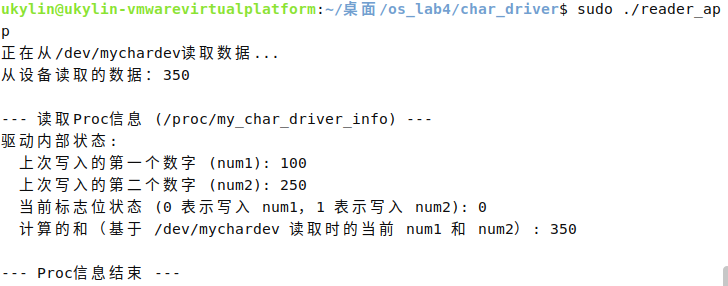 ukylin@ukylin-vmwarevirtualplatform:~/桌面/os_lab4/char_driver$ sudo ./reader_ap
p
正在从/dev/mychardev读取数据...
从设备读取的数据: 350
--- 读取Proc信息 (/proc/my_char_driver_info) ---
驱动内部状态:
  上次写入的第一个数字 (num1): 100
  上次写入的第二个数字 (num2): 250
  当前标志位状态 (0 表示写入 num1，1 表示写入 num2): 0
  计算的和（基于 /dev/mychardev 读取时的当前 num1 和 num2）: 350
--- Proc信息结束 ---